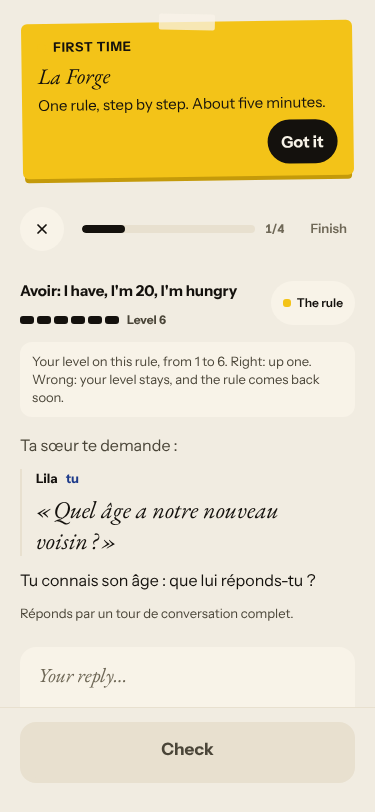 FIRST TIME
La Forge
One rule, step by step. About five minutes.
Got it
1/4
Finish
Avoir: I have, I'm 20, I'm hungry
Level 6
The rule
Your level on this rule, from 1 to 6. Right: up one.
Wrong: your level stays, and the rule comes back
soon.
Ta sœur te demande :
Lila tu
« Quel âge a notre nouveau
voisin ? »
Tu connais son âge : que lui réponds-tu ?
Réponds par un tour de conversation complet.
Your reply...
Check